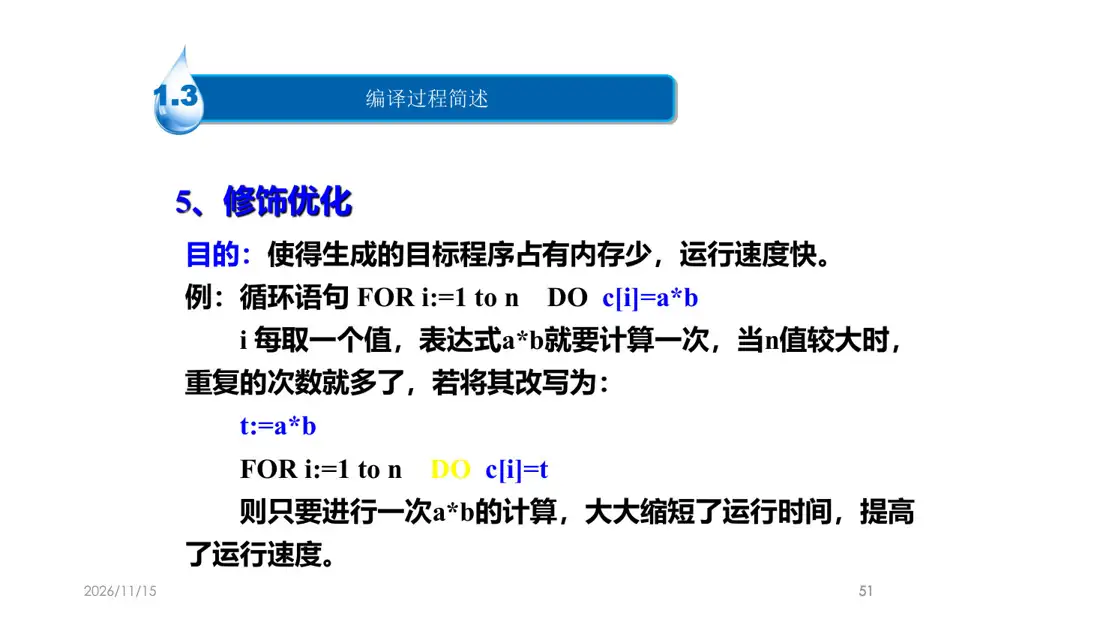 1.3
编译过程简述
5、修饰优化
目的：使得生成的目标程序占有内存少，运行速度快。
例：循环语句 FOR i:=1 to n DO c[i]=a*b
i 每取一个值，表达式a*b就要计算一次，当n值较大时，
重复的次数就多了，若将其改写为：
t:=a*b
FOR i:=1 to n DO c[i]=t
则只要进行一次a*b的计算，大大缩短了运行时间，提高
了运行速度。
2026/11/15
51